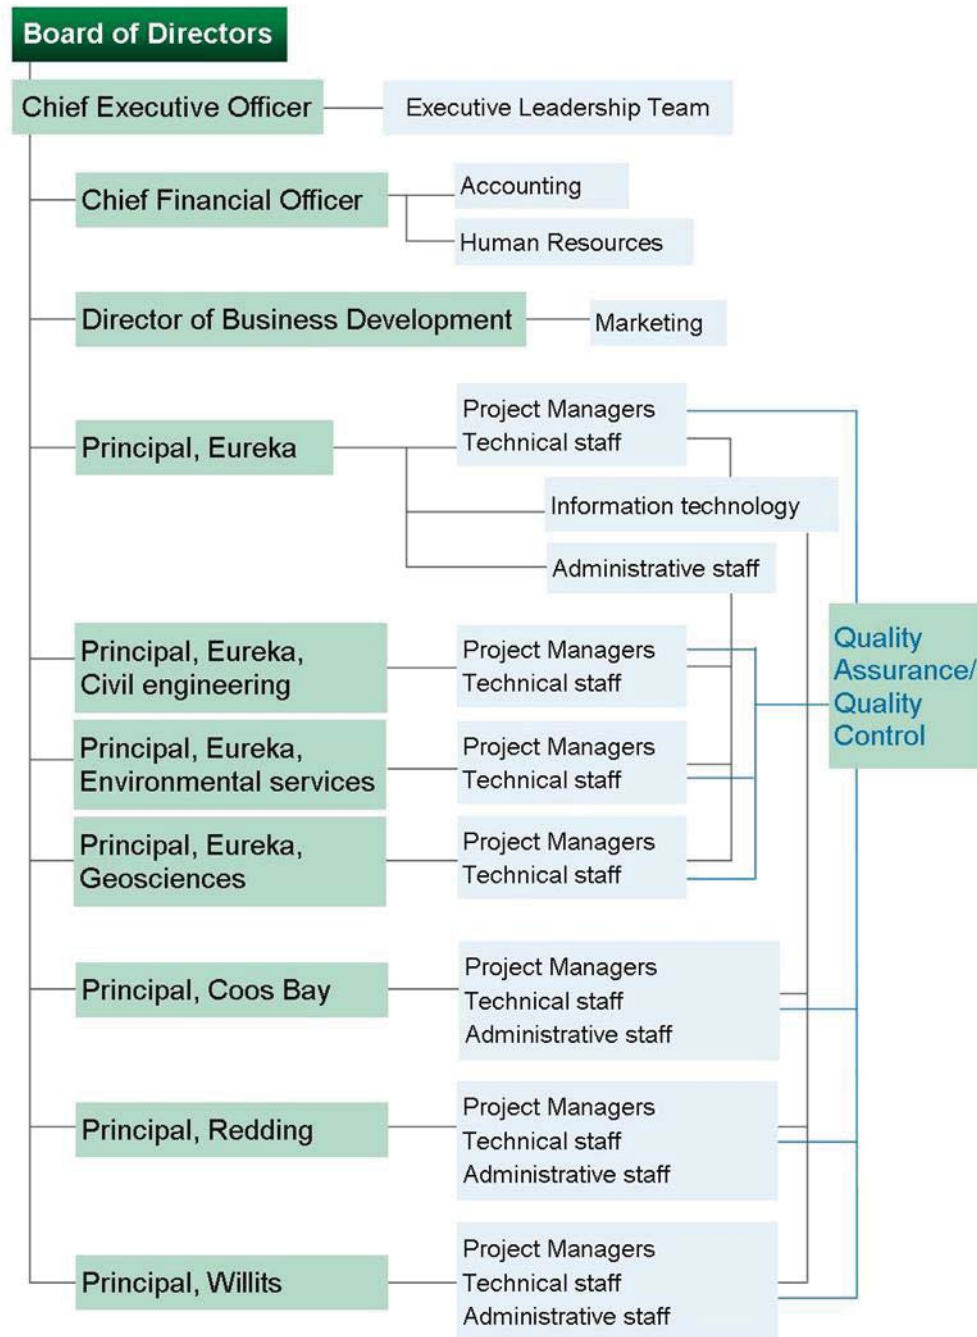 Board of Directors
Chief Executive Officer
Executive Leadership Team
Chief Financial Officer
Accounting
Human Resources
Director of Business Development
Marketing
Principal, Eureka
Project Managers
Technical staff
Information technology
Administrative staff
Principal, Eureka,
Civil engineering
Project Managers
Technical staff
Quality
Assurance/
Quality
Control
Principal, Eureka,
Environmental services
Project Managers
Technical staff
Principal, Eureka,
Geosciences
Project Managers
Technical staff
Principal, Coos Bay
Project Managers
Technical staff
Administrative staff
Principal, Redding
Project Managers
Technical staff
Administrative staff
Principal, Willits
Project Managers
Technical staff
Administrative staff